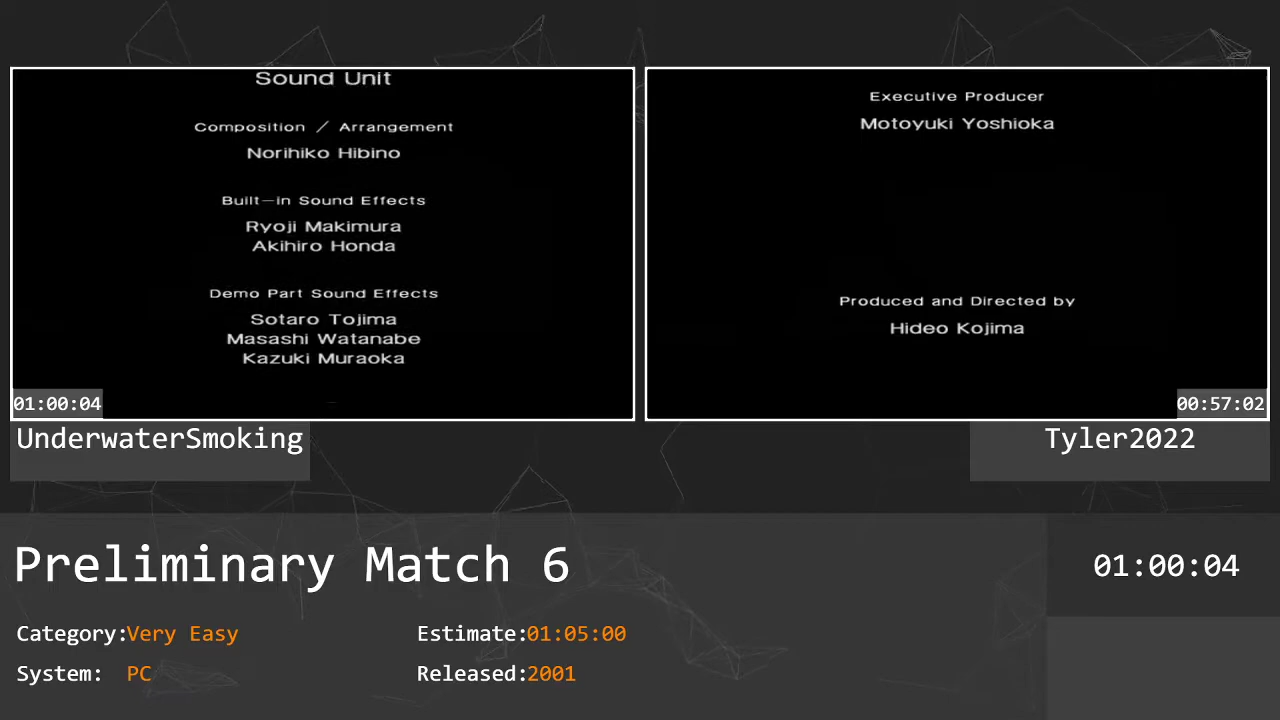 Sound Unit
Composition / Arrangement
Norihiko Hibino
Built-in Sound Effects
Ryoji Makimura
Akihiro Honda
Demo Part Sound Effects
Sotaro Tojima
Masashi Watanabe
Kazuki Muraoka
01:00:04
UnderwaterSmoking
Executive Producer
Motoyuki Yoshioka
Produced and Directed by
Hideo Kojima
00:57:02
Tyler2022
Preliminary Match 6
01:00:04
Category:Very Easy
Estimate:01:05:00
System: PC
Released:2001